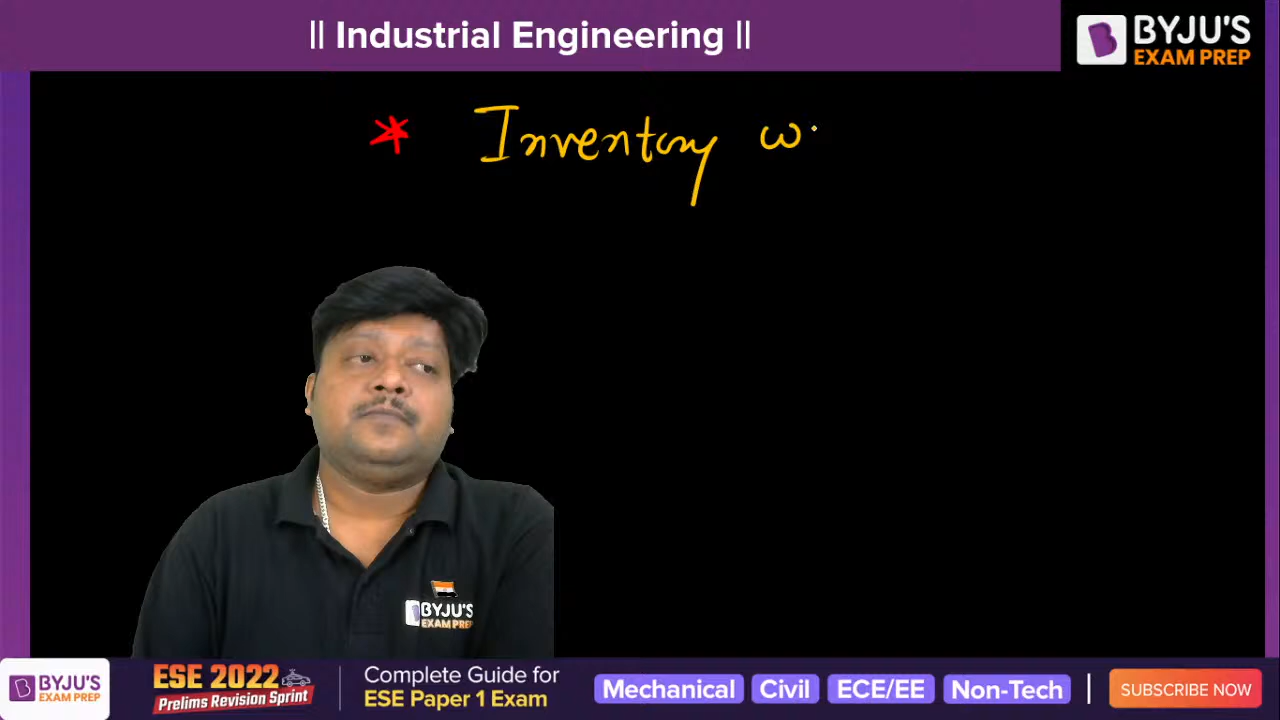 || Industrial Engineering ||
BYJU'S
EXAM PREP
* Inventory w
BYJU'S
EXAM PREP
BYJU'S
EXAM PREP
ESE 2022
Prelims Revision Sprint
Complete Guide for
ESE Paper 1 Exam
Mechanical
Civil
ECE/EE
Non-Tech
SUBSCRIBE NOW